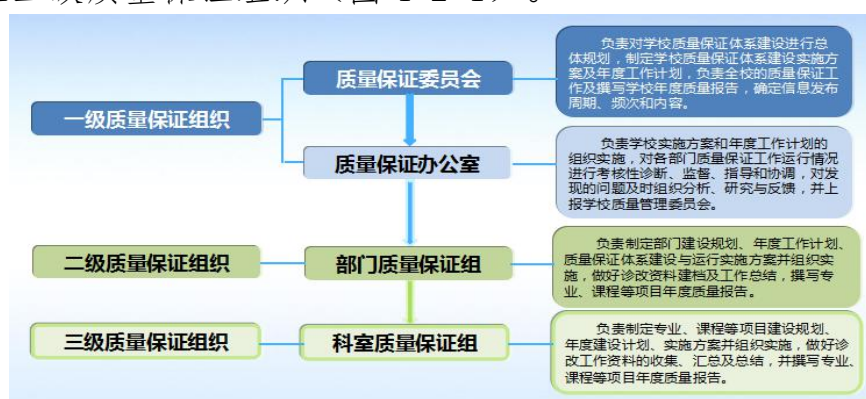 质量保证委员会
负责对学校质量保证体系建设进行总
体规划，制定学校质量保证体系建设实施方
案及年度工作计划，负责全校的质量保证工
作及撰写学校年度质量报告，确定信息发布
周期、频次和内容。
一级质量保证组织
质量保证办公室
负责学校实施方案和年度工作计划的
组织实施，对各部门质量保证工作运行情况
进行考核性诊断、监督、指导和协调，对发
现的问题及时组织分析、研究与反馈，并上
报学校质量管理委员会。
二级质量保证组织
部门质量保证组
负责制定部门建设规划、年度工作计划、
质量保证体系建设与运行实施方案并组织实
施，做好诊改资料建档及工作总结，撰写专
业、课程等项目年度质量报告。
三级质量保证组织
科室质量保证组
负责制定专业、课程等项目建设规划、
年度建设计划、实施方案并组织实施，做好诊
改工作资料的收集、汇总及总结，并撰写专业、
课程等项目年度质量报告。